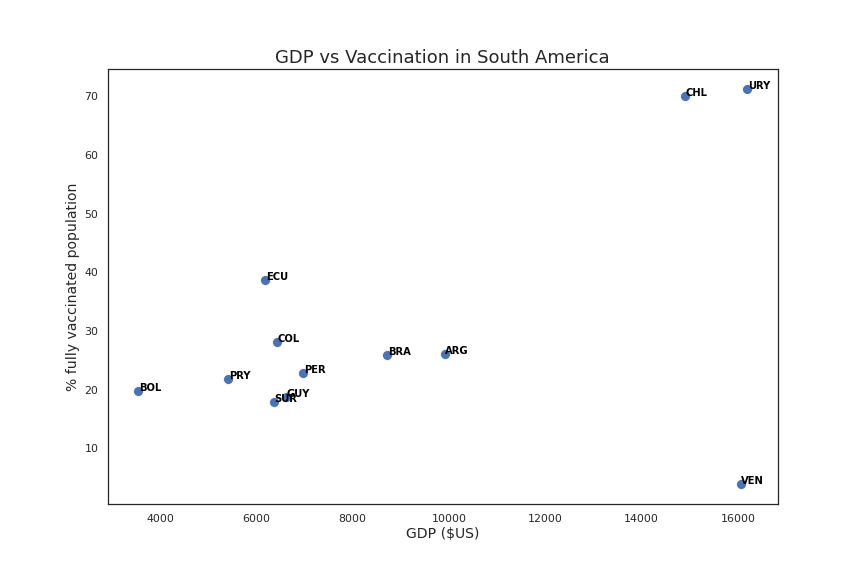 GDP vs Vaccination in South America
% fully vaccinated population
70
60
50
40
30
20
10
URY
CHL
ECU
COL
BRA
ARG
PER
PRY
BOL
GUY
SUR
VEN
4000 6000 8000 10000 12000 14000 16000
GDP ($US)